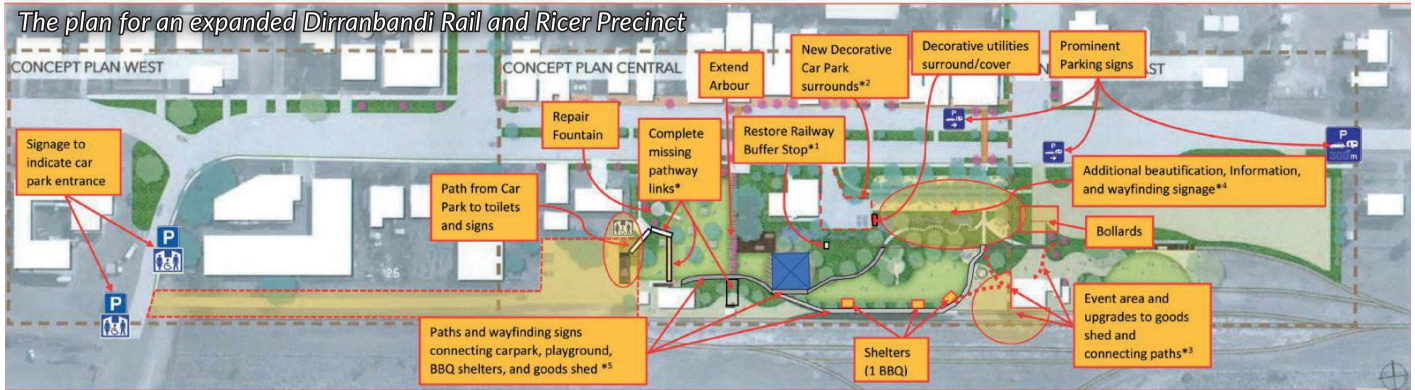 The plan for an expanded Dirranbandi Rail and Ricer Precinct
CONCEPT PLAN WEST
CONCEPT PLAN CENTRAL
AST
Signage to
indicate car
park entrance
Path from Car
Park to toilets
and signs
Repair
Fountain
Complete
missing
pathway
links*
Extend
Arbour
New Decorative
Car Park
surrounds*2
Restore Railway
Buffer Stop*1
Decorative utilities
surround/cover
Prominent
Parking signs
Additional beautification, Information,
and wayfinding signage*4
Bollards
Event area and
upgrades to goods
shed and
connecting paths*3
Shelters
(1 BBQ)
Paths and wayfinding signs
connecting carpark, playground,
BBQ shelters, and goods shed *5
P
P
P
P
P
300m
25